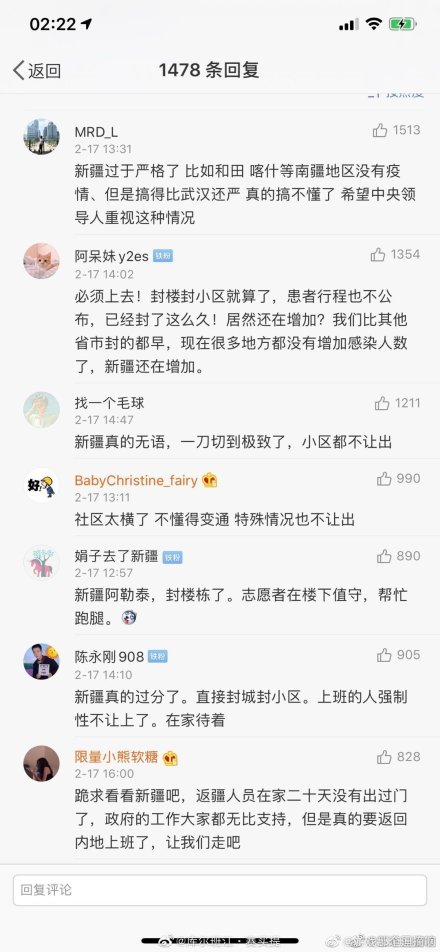 02:22
返回
1478 条回复
MRD_L
1513
2-17 13:31
新疆过于严格了 比如和田 喀什等南疆地区没有疫
情、但是搞得比武汉还严 真的搞不懂了 希望中央领
导人重视这种情况
阿呆妹y2es 铁粉
1354
2-17 14:02
必须上去！封楼封小区就算了，患者行程也不公
布，已经封了这么久！居然还在增加？我们比其他
省市封的都早，现在很多地方都没有增加感染人数
了，新疆还在增加。
找一个毛球
1211
2-17 14:47
新疆真的无语，一刀切到极致了，小区都不让出
好
BabyChristine_fairy
990
2-17 13:11
社区太横了 不懂得变通 特殊情况也不让出
娟子去了新疆 铁粉
890
2-17 12:57
新疆阿勒泰，封楼栋了。志愿者在楼下值守，帮忙
跑腿。
陈永刚908 铁粉
905
2-17 14:10
新疆真的过分了。直接封城封小区。上班的人强制
性不让上了。在家待着
限量小熊软糖
828
2-17 16:00
跪求看看新疆吧，返疆人员在家二十天没有出过门
了，政府的工作大家都无比支持，但是真的要返回
内地上班了，让我们走吧
回复评论